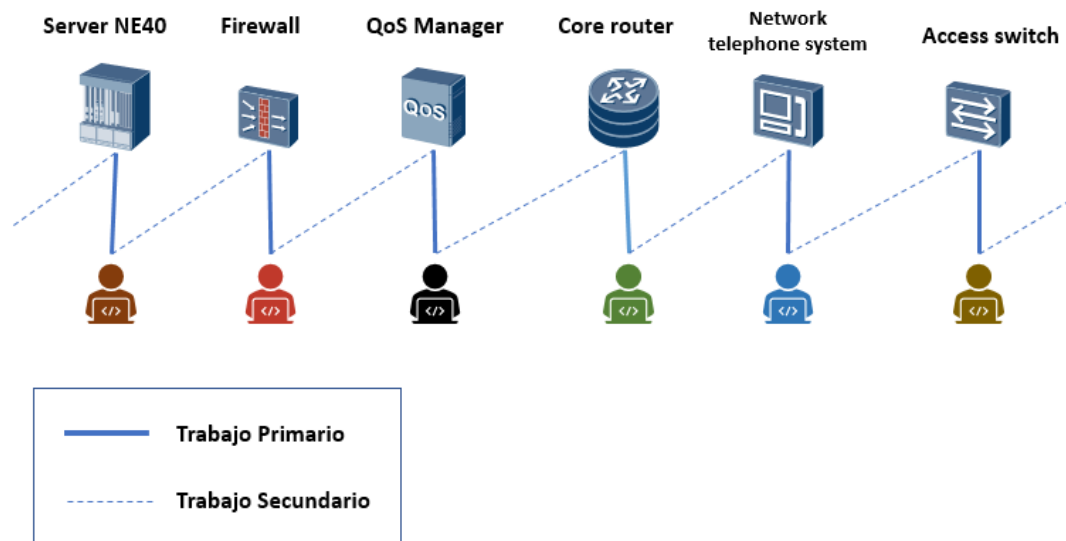 Server NE40
Firewall
QoS Manager
Core router
Network
telephone system
Access switch
QoS
</>
</>
</>
</>
</>
</>
Trabajo Primario
Trabajo Secundario